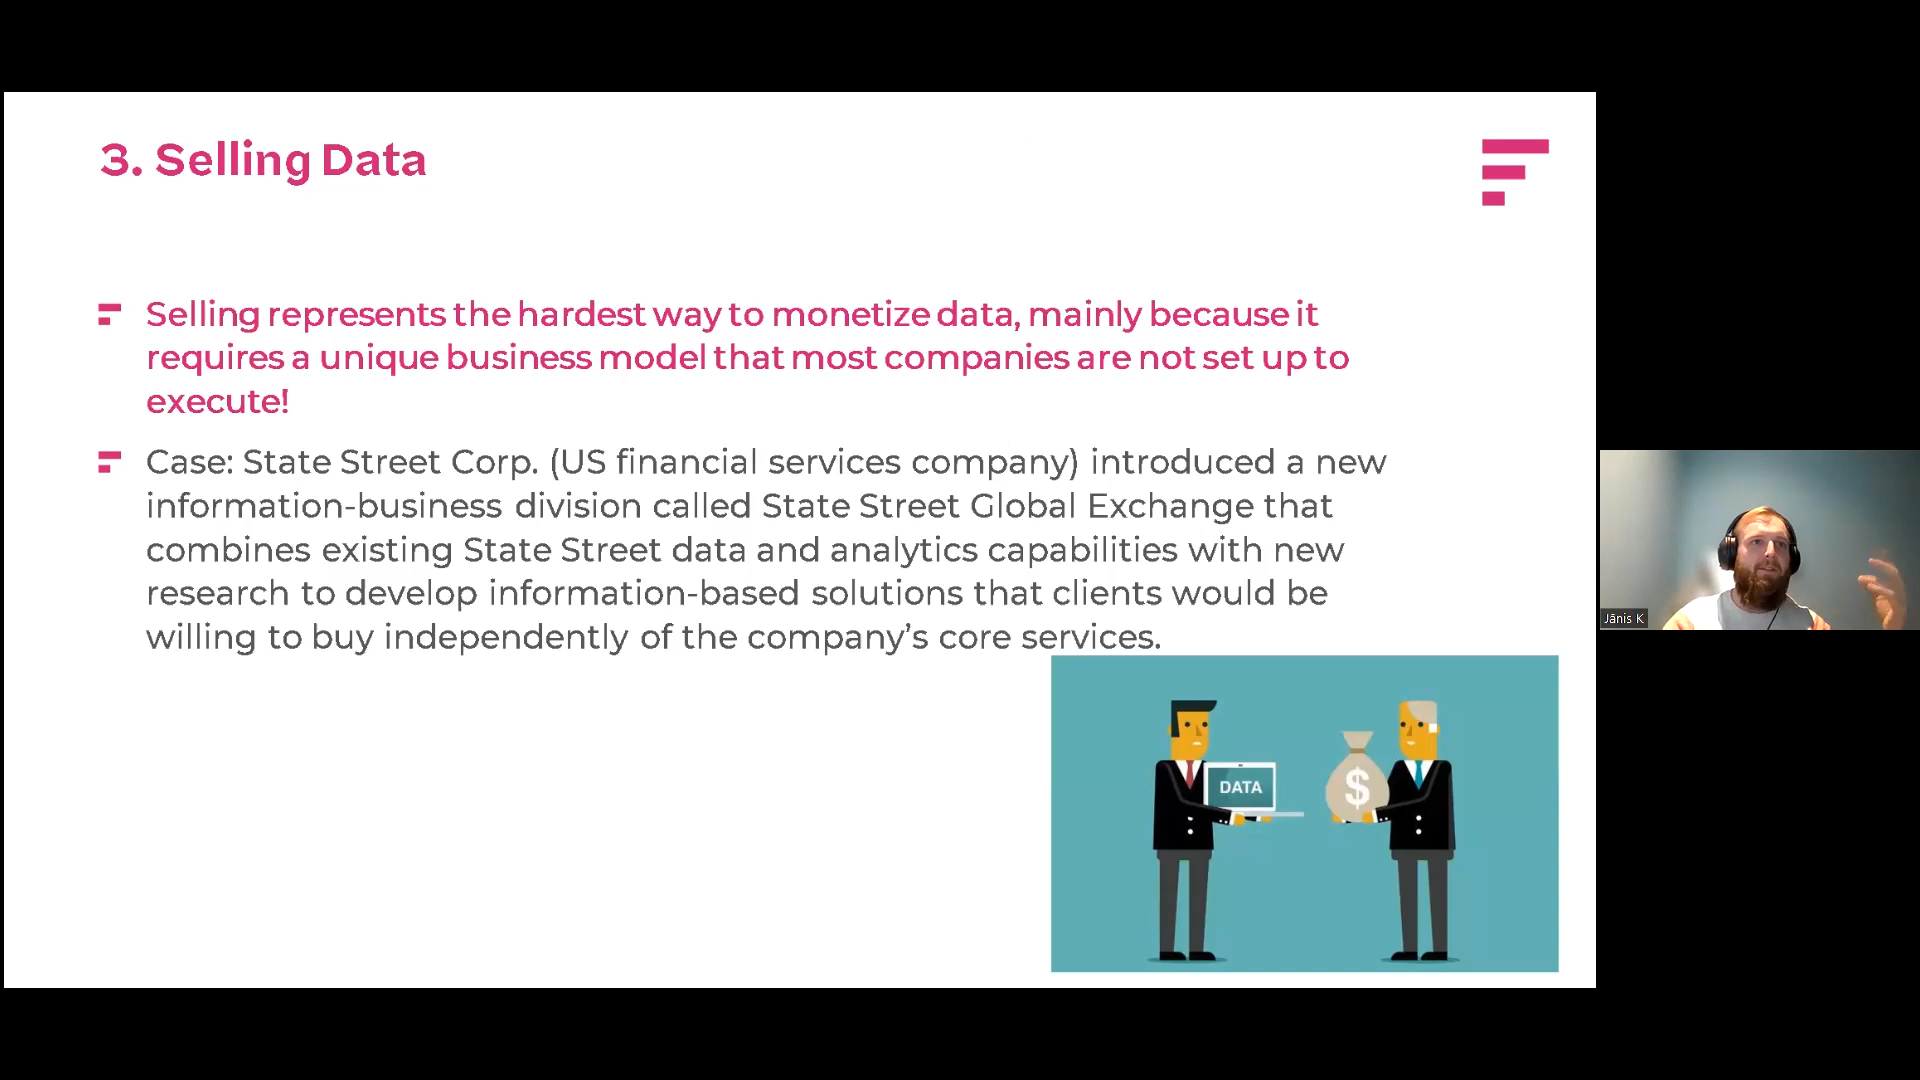 3. Selling Data
Selling represents the hardest way to monetize data, mainly because it
requires a unique business model that most companies are not set up to
execute!
Case: State Street Corp. (US financial services company) introduced a new
information-business division called State Street Global Exchange that
combines existing State Street data and analytics capabilities with new
research to develop information-based solutions that clients would be
willing to buy independently of the company’s core services.
DATA
$
Jānis K